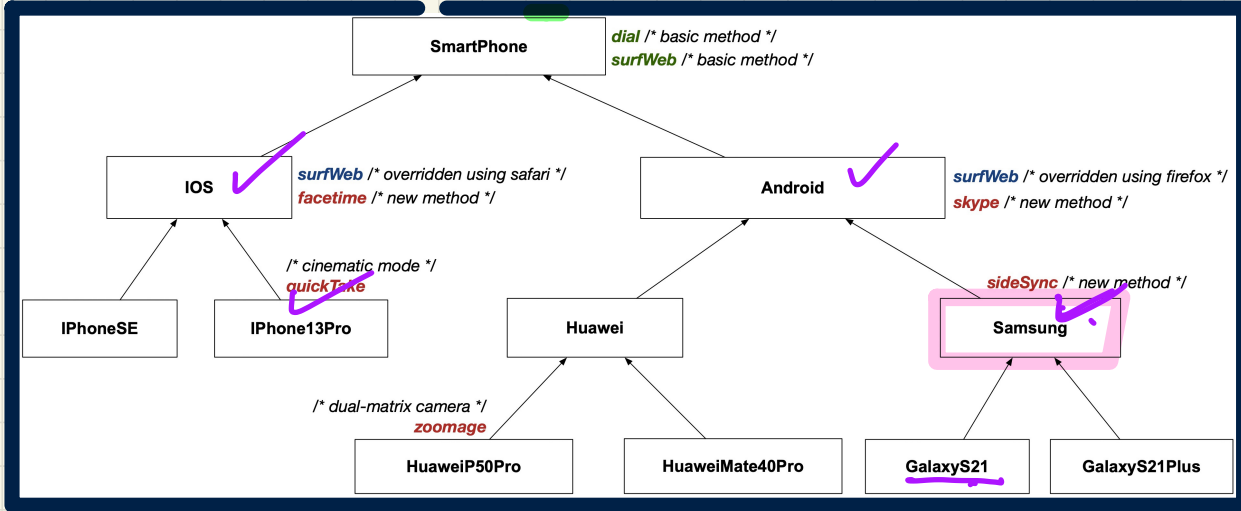 SmartPhone
dial /* basic method */
surfWeb /* basic method */
IOS
surfWeb /* overridden using safari */
facetime /* new method */
Android
surfWeb /* overridden using firefox */
skype /* new method */
/* cinematic mode */
quickTake
IPhoneSE
IPhone13Pro
Huawei
sideSync /* new method */
Samsung
/* dual-matrix camera */
zoomage
HuaweiP50Pro
HuaweiMate40Pro
GalaxyS21
GalaxyS21Plus